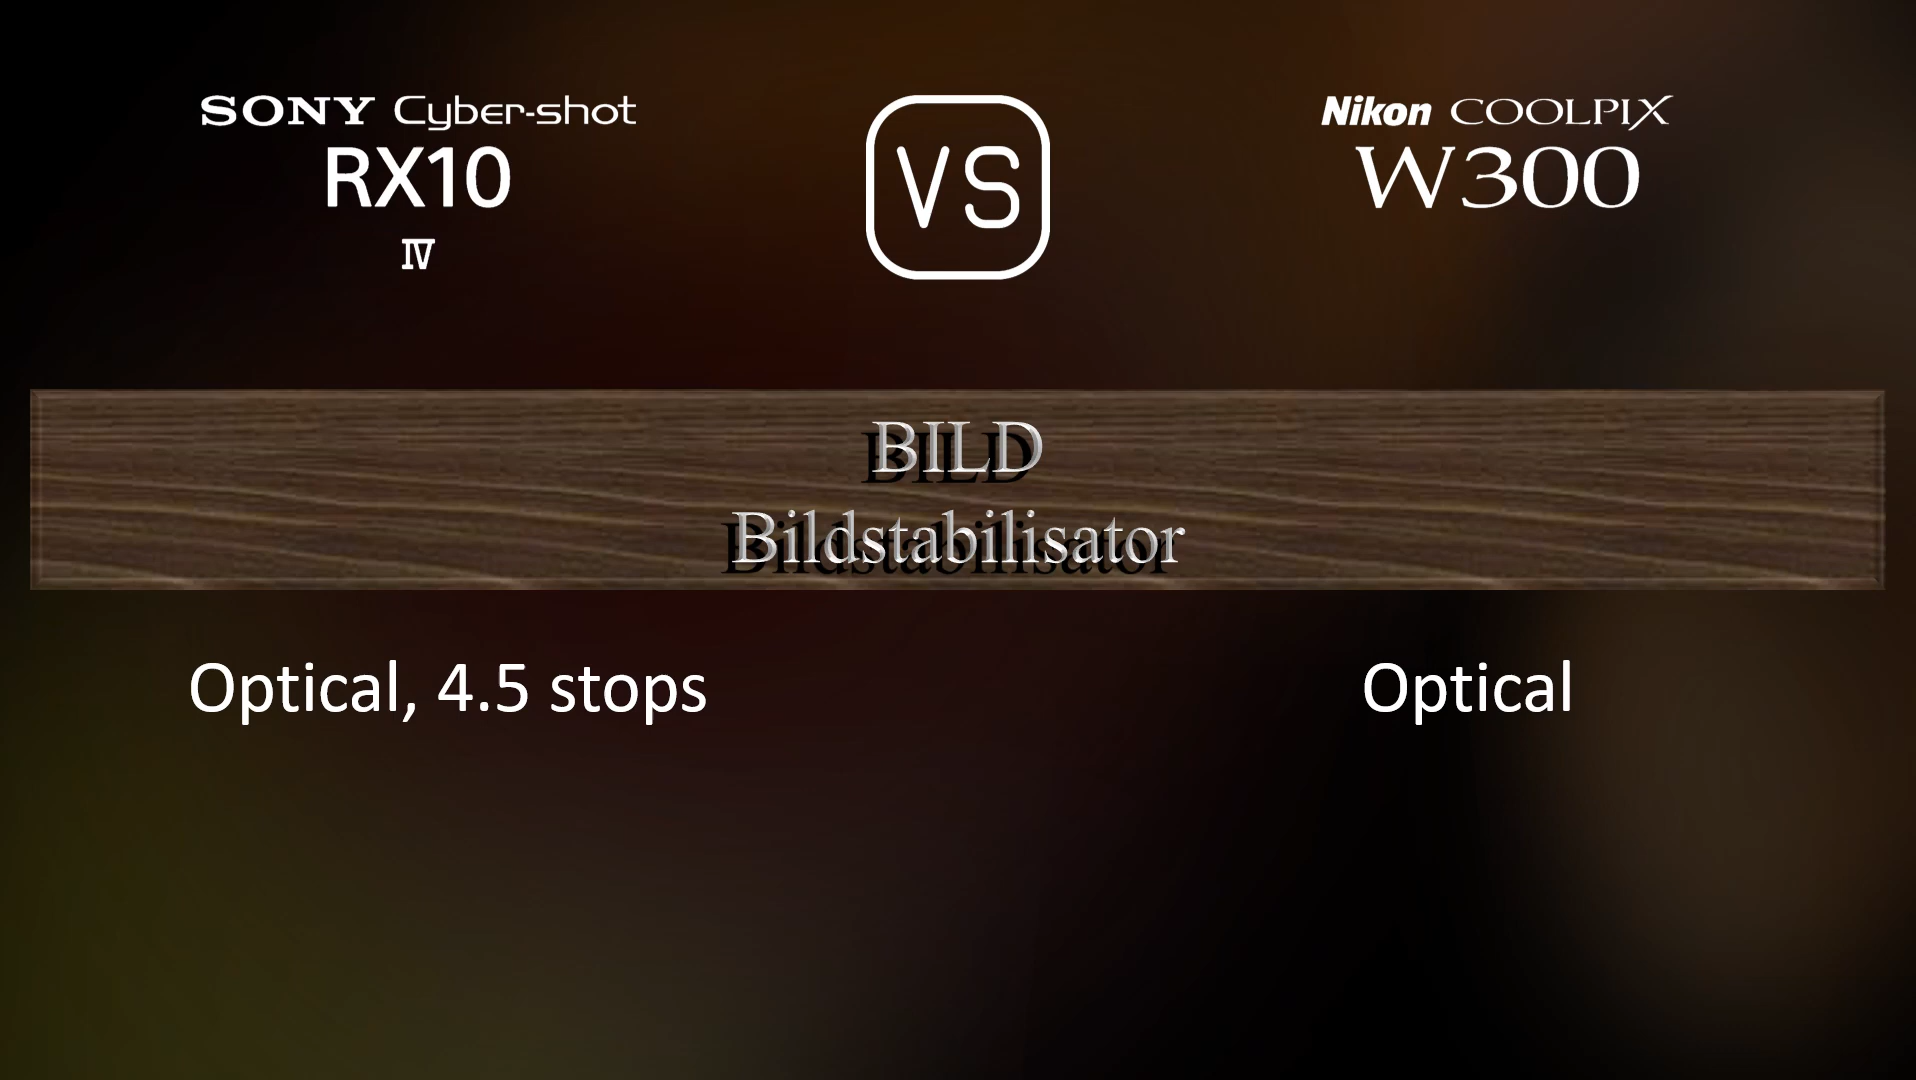 SONY Cyber-shot
RX10
IV
VS
Nikon COOLPIX
W300
BILD
Bildstabilisator
Optical, 4.5 stops
Optical